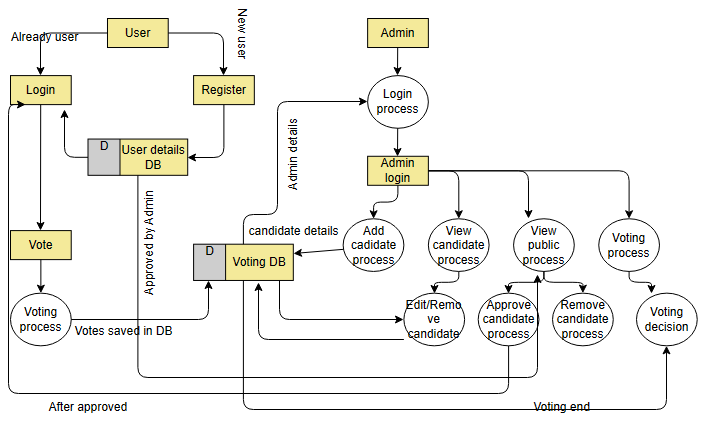 User
Already user
New user
Admin
Login
Register
Login
process
D
User details
DB
Admin details
Admin
login
Approved by Admin
Vote
candidate details
Add
cadidate
process
View
candidate
process
View
public
process
Voting
process
D
Voting DB
Voting
process
Votes saved in DB
Edit/Remo
ve
candidate
Approve
candidate
process
Remove
candidate
process
Voting
decision
After approved
Voting end